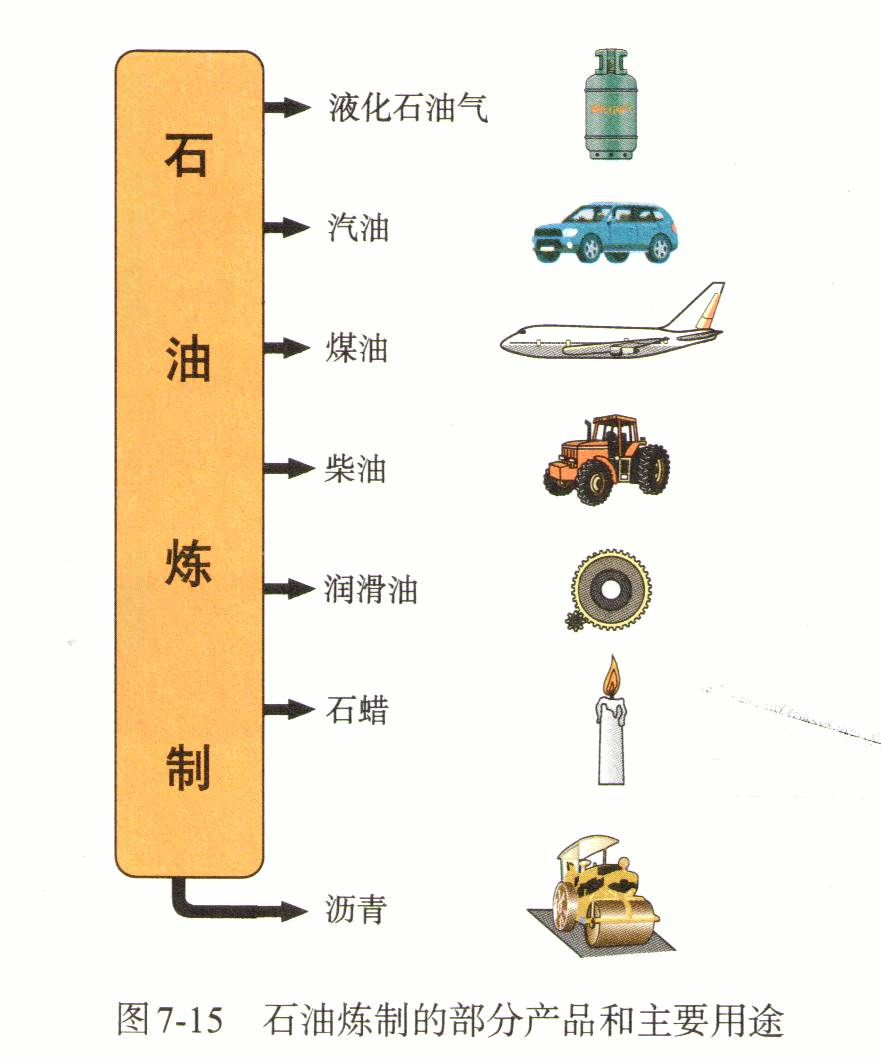 石油炼制
液化石油气
汽油
煤油
柴油
润滑油
石蜡
沥青
图7-15 石油炼制的部分产品和主要用途